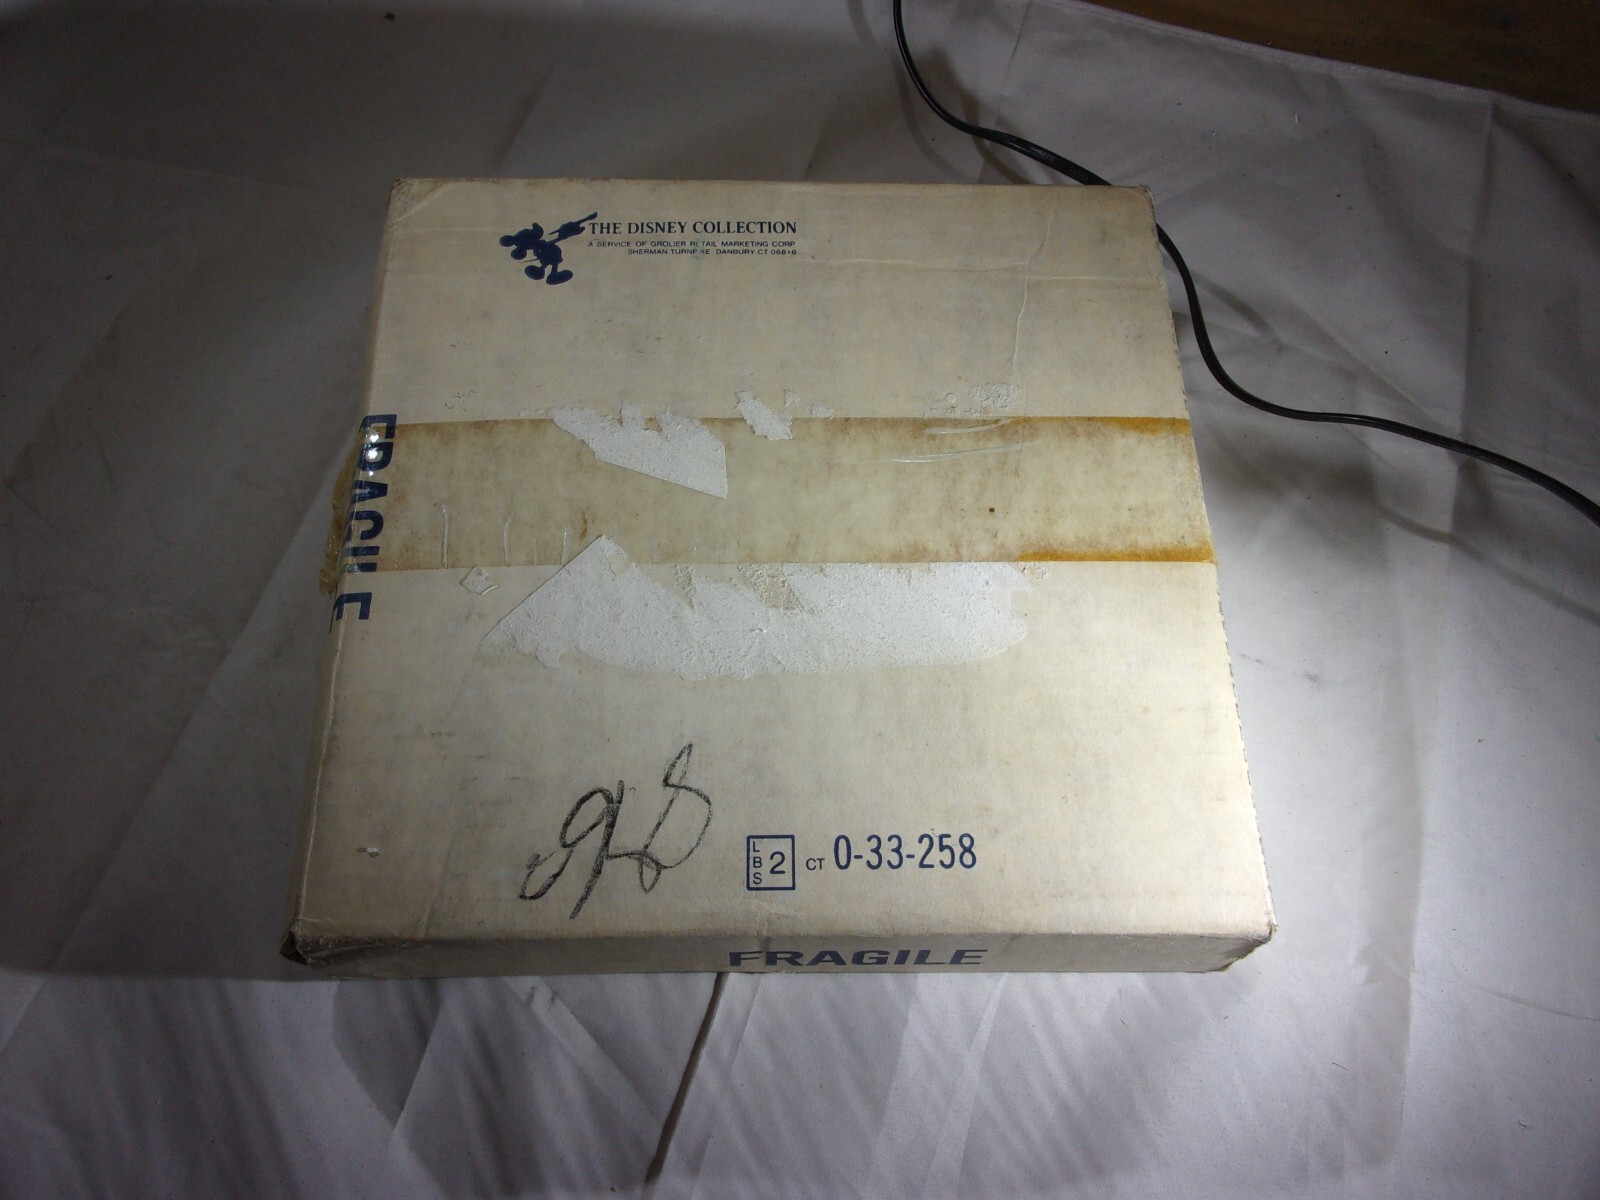 THE DISNEY COLLECTION
A SERVICE OF GROLIER RETAIL MARKETING CORP
SHERMAN TURNPIKE DANBURY CT 06816
FRAGILE
LBS 2 CT 0-33-258
FRAGILE